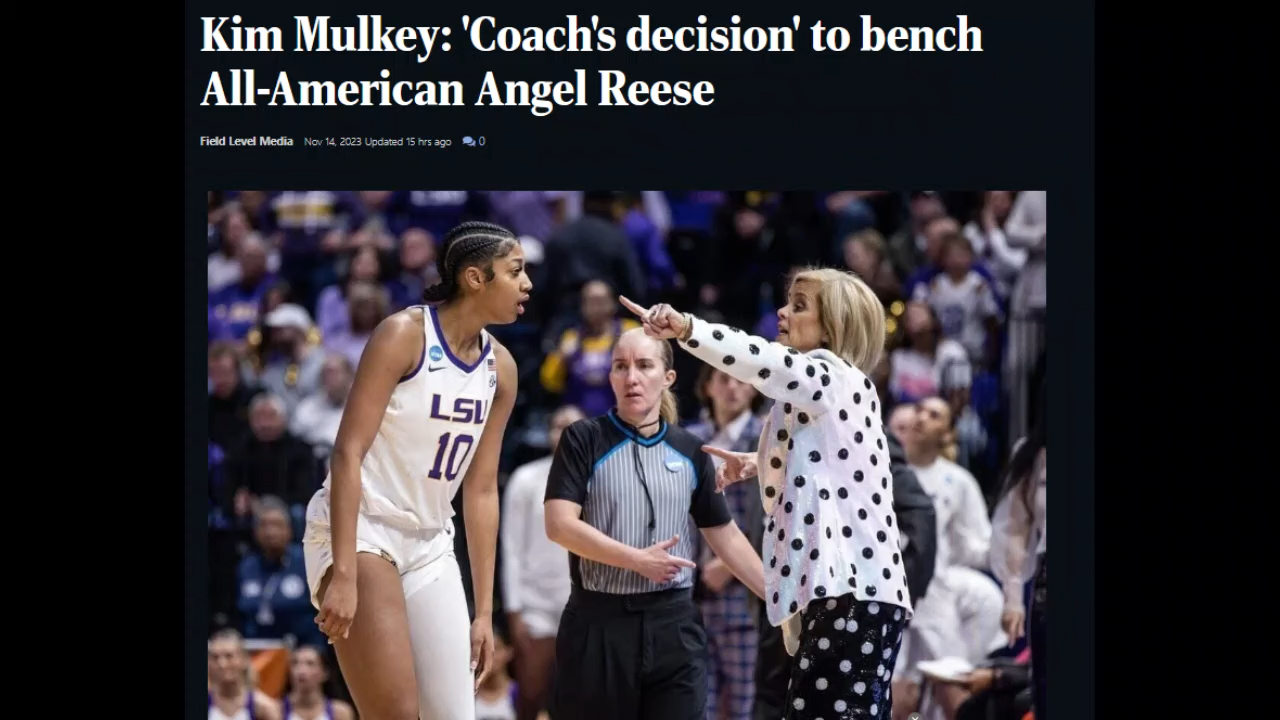 Kim Mulkey: 'Coach's decision' to bench
All-American Angel Reese
Field Level Media Nov 14, 2023 Updated 15 hrs ago 0
LSU
10